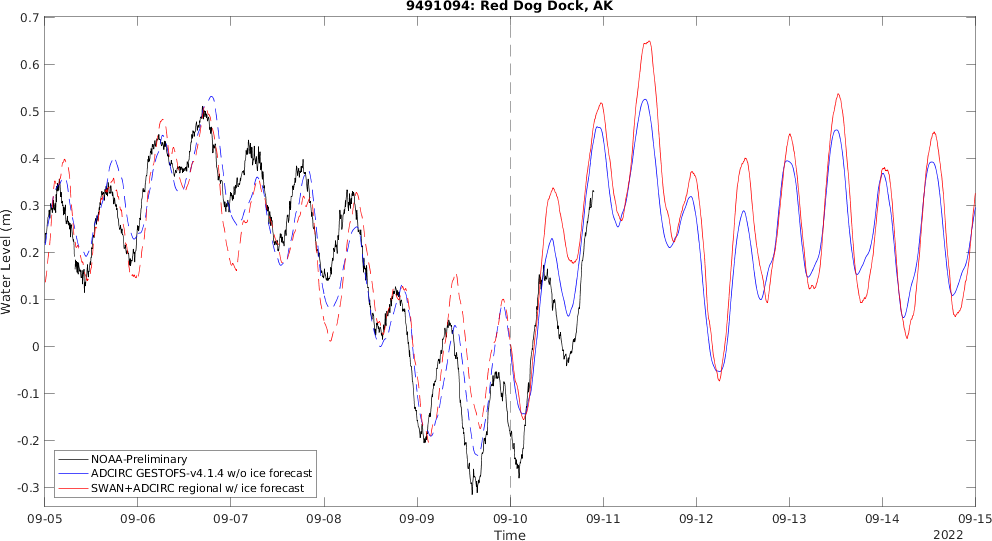 9491094: Red Dog Dock, AK
0.7
0.6
0.5
0.4
0.3
0.2
0.1
0
-0.1
-0.2
-0.3
Water Level (m)
NOAA-Preliminary
ADCIRC GESTOFS-v4.1.4 w/o ice forecast
SWAN+ADCIRC regional w/ ice forecast
09-05 09-06 09-07 09-08 09-09 09-10 09-11 09-12 09-13 09-14 09-15
Time
2022